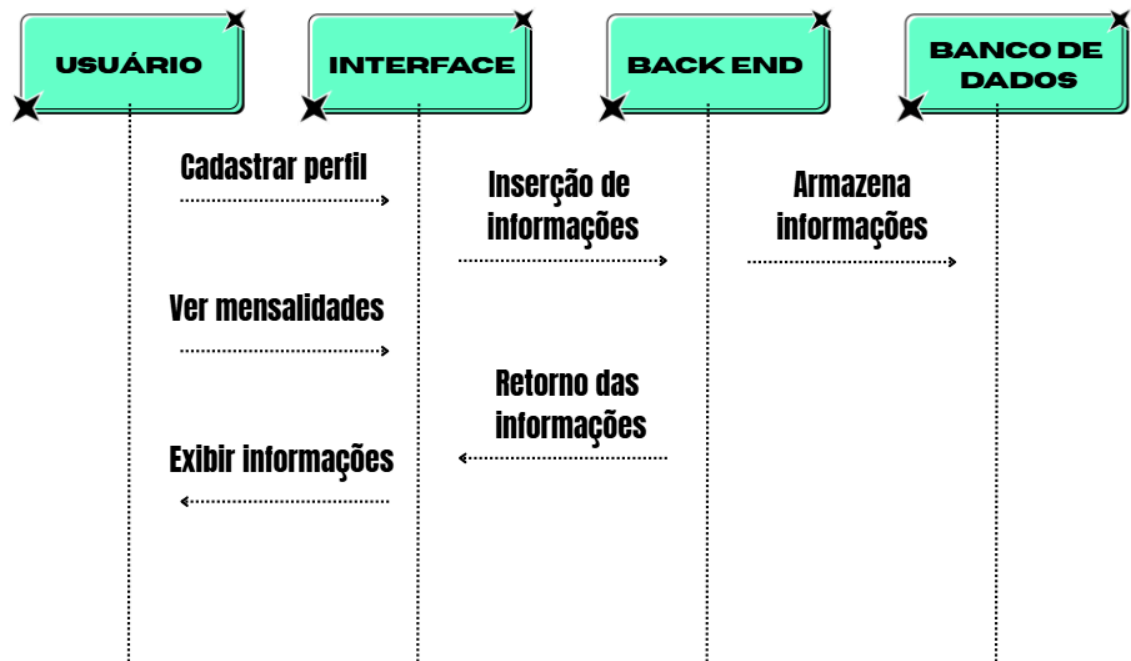 USUÁRIO
INTERFACE
BACK END
BANCO DE
DADOS
Cadastrar perfil
Inserção de
informações
Armazena
informações
Ver mensalidades
Retorno das
informações
Exibir informações